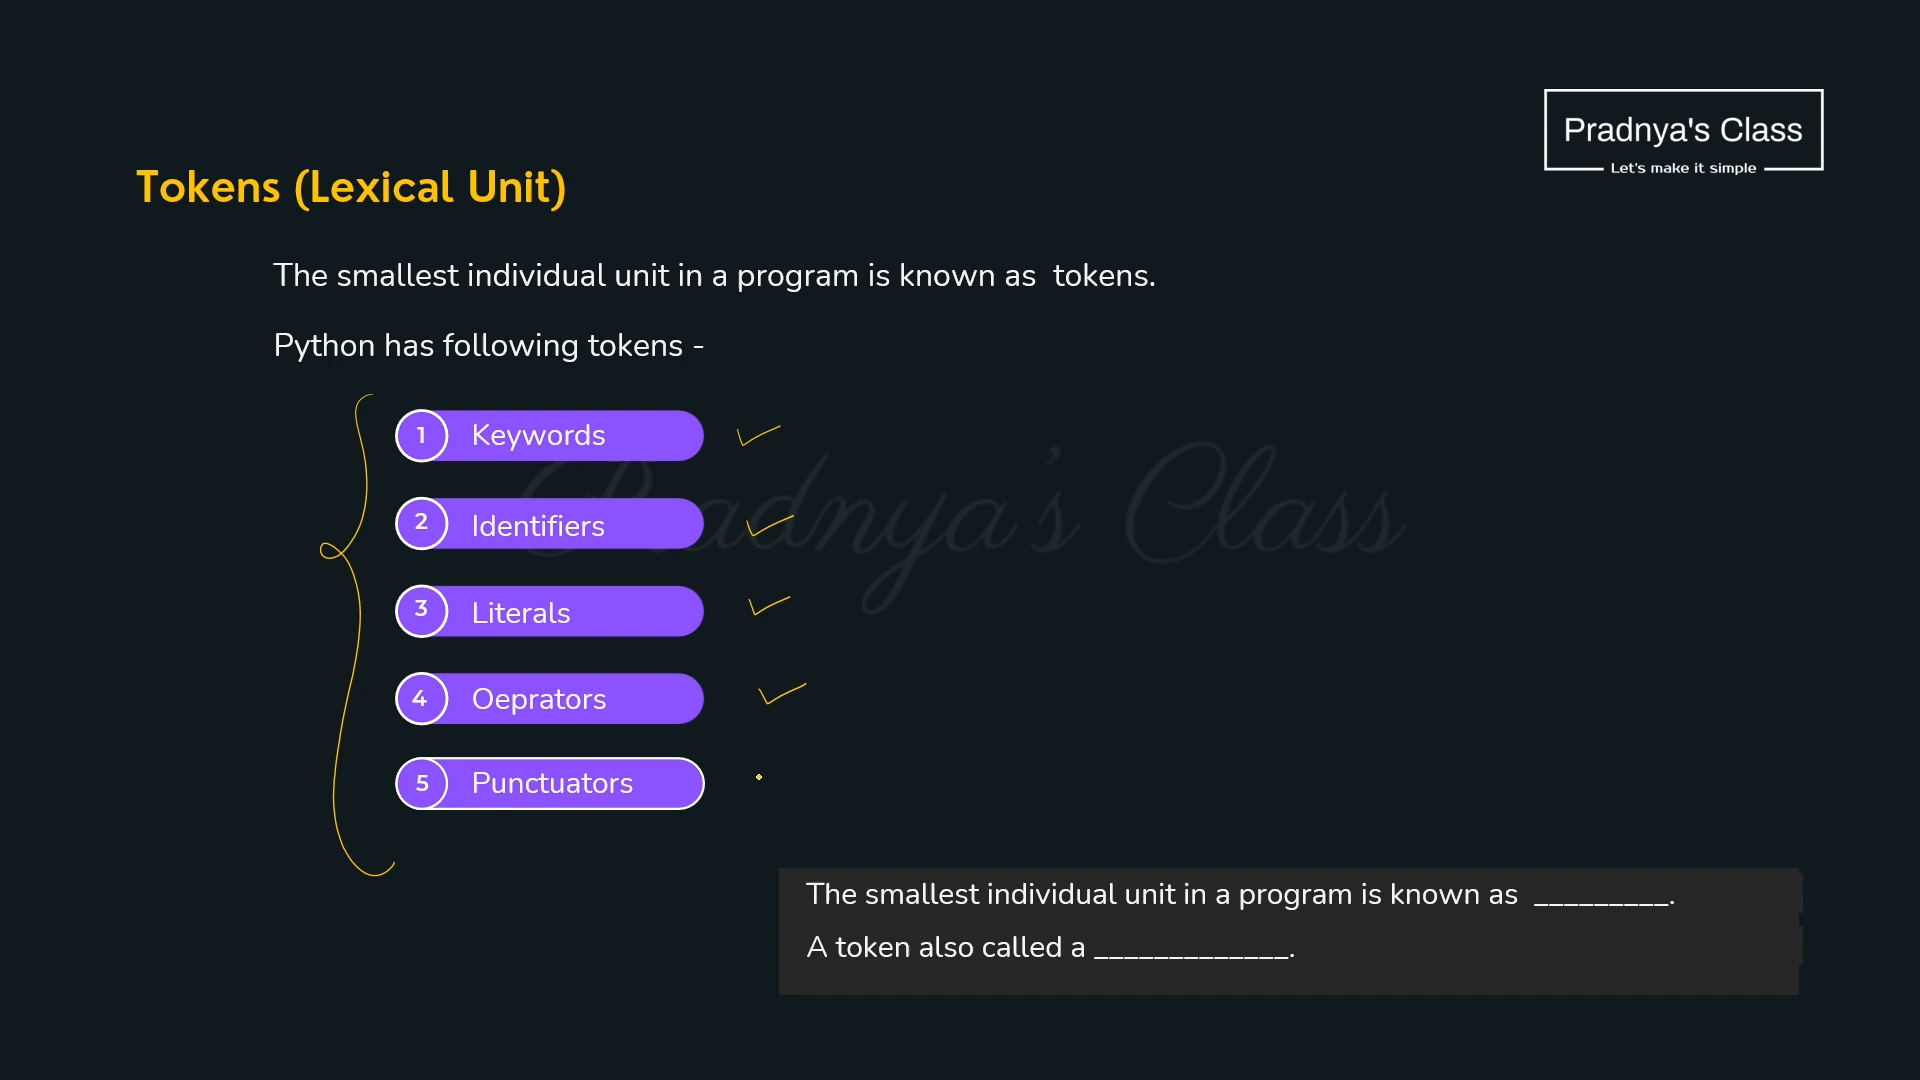 Pradnya's Class
Let's make it simple
Tokens (Lexical Unit)
The smallest individual unit in a program is known as tokens.
Python has following tokens -
1 Keywords
2 Identifiers
3 Literals
4 Oeprators
5 Punctuators
Pradnya's Class
The smallest individual unit in a program is known as _________.
A token also called a _____________.